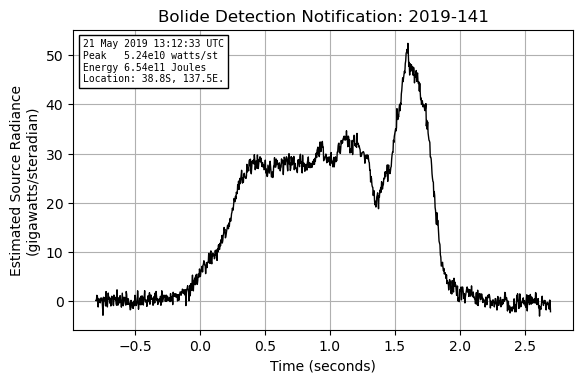 Bolide Detection Notification: 2019-141
21 May 2019 13:12:33 UTC
Peak   5.24e10 watts/st
Energy 6.54e11 Joules
Location: 38.8S, 137.5E.
Estimated Source Radiance
(gigawatts/steradian)
50
40
30
20
10
0
−0.5 0.0 0.5 1.0 1.5 2.0 2.5
Time (seconds)